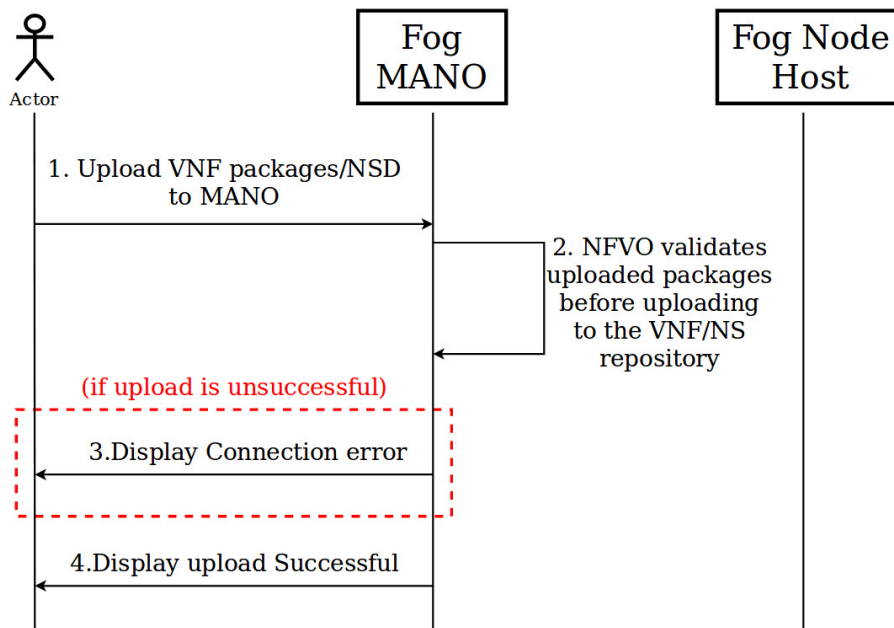 Actor
Fog
MANO
Fog Node
Host
1. Upload VNF packages/NSD
to MANO
2. NFVO validates
uploaded packages
before uploading
to the VNF/NS
repository
(if upload is unsuccessful)
3.Display Connection error
4.Display upload Successful